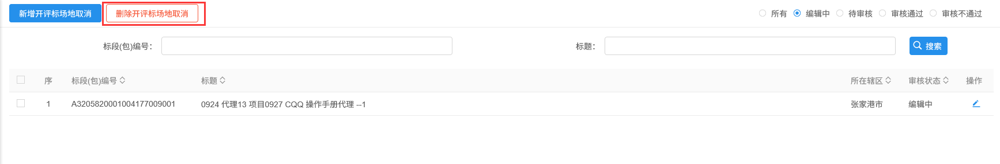 新增开评标场地取消 删除开评标场地取消 所有 编辑中 待审核 审核通过 审核不通过
标段(包)编号： 标题： 搜索
序 标段(包)编号 标题 所在辖区 审核状态 操作
1 A3205820001004177009001 0924 代理13 项目0927 CQQ 操作手册代理 --1 张家港市 编辑中